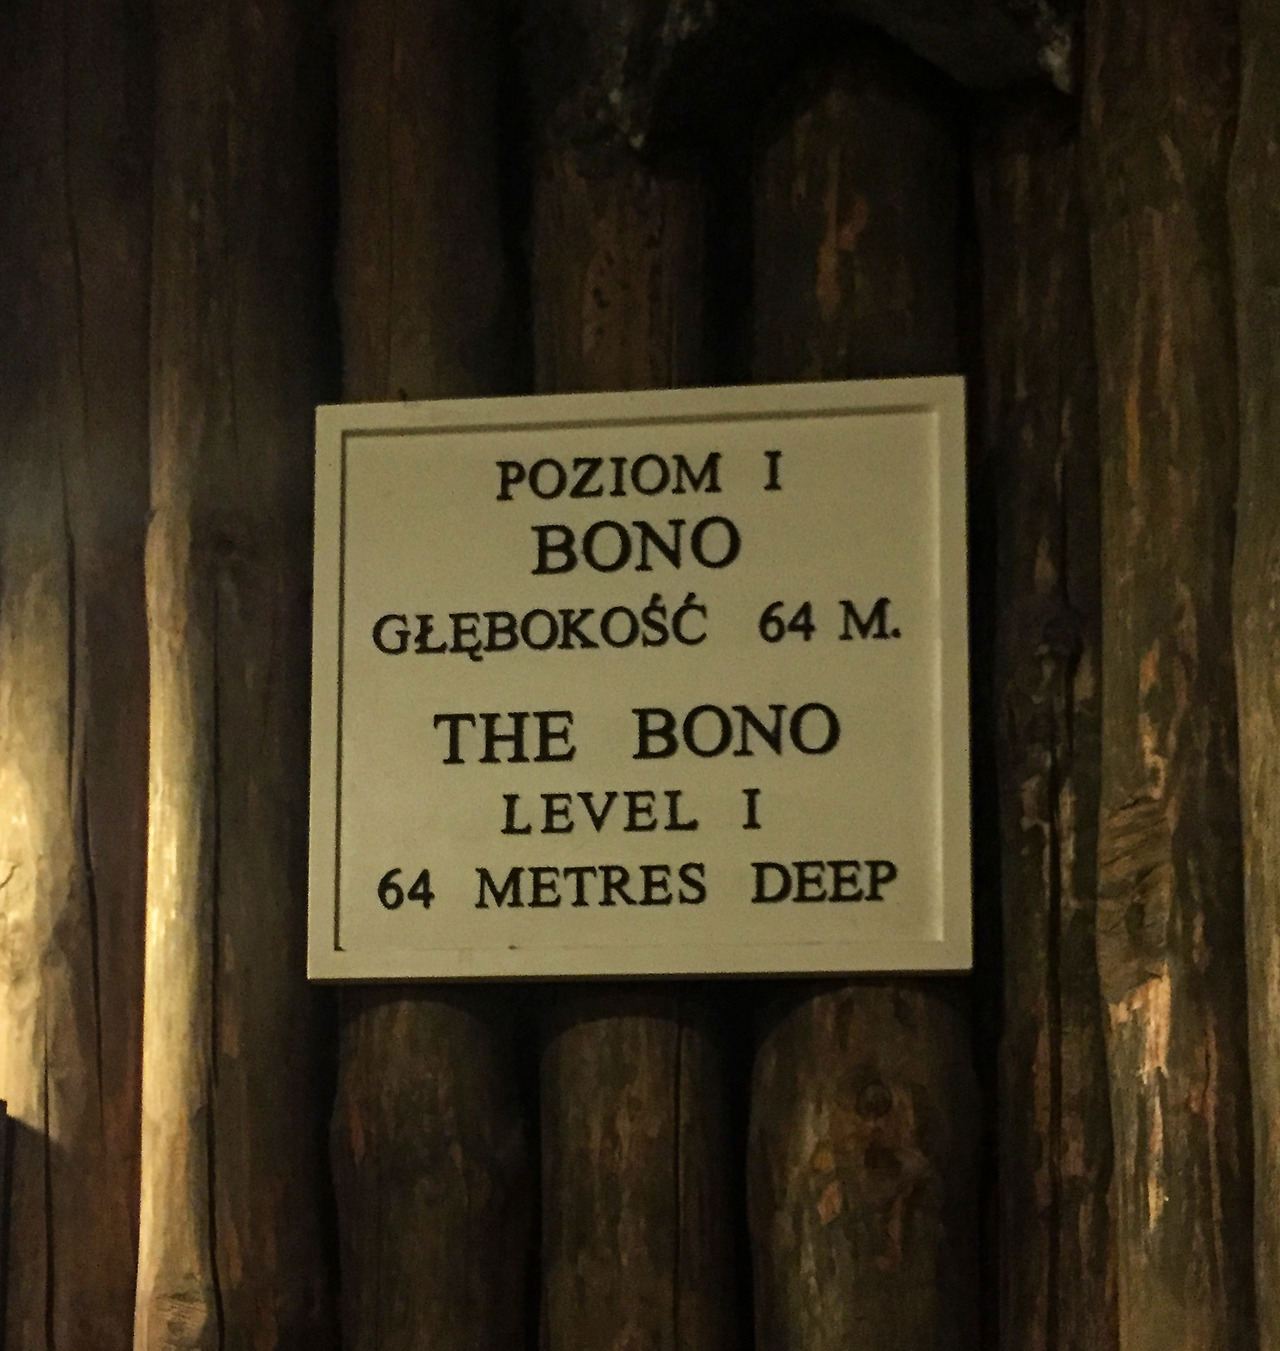 POZIOM I
BONO
GŁĘBOKOŚĆ 64 M.
THE BONO
LEVEL I
64 METRES DEEP